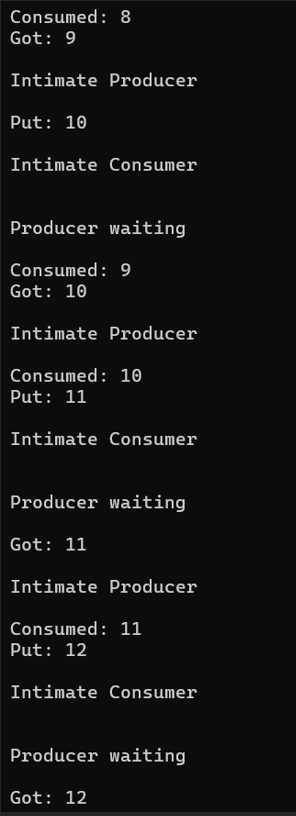 Consumed: 8
Got: 9
Intimate Producer
Put: 10
Intimate Consumer
Producer waiting
Consumed: 9
Got: 10
Intimate Producer
Consumed: 10
Put: 11
Intimate Consumer
Producer waiting
Got: 11
Intimate Producer
Consumed: 11
Put: 12
Intimate Consumer
Producer waiting
Got: 12